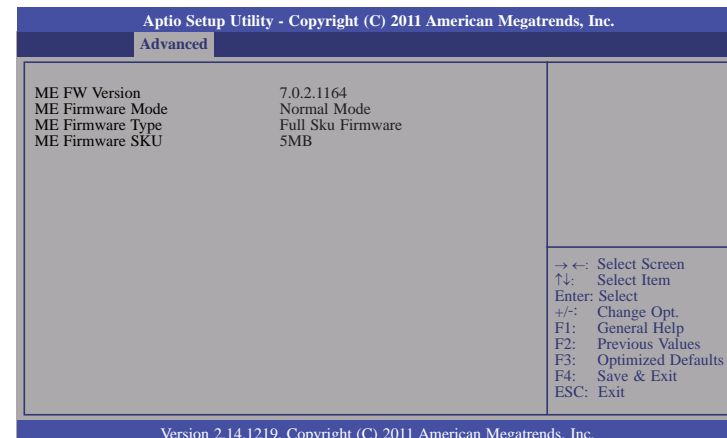 Aptio Setup Utility - Copyright (C) 2011 American Megatrends, Inc.
Advanced
ME FW Version 7.0.2.1164
ME Firmware Mode Normal Mode
ME Firmware Type Full Sku Firmware
ME Firmware SKU 5MB
→ ←: Select Screen
↑↓: Select Item
Enter: Select
+/-: Change Opt.
F1: General Help
F2: Previous Values
F3: Optimized Defaults
F4: Save & Exit
ESC: Exit
Version 2.14.1219. Copyright (C) 2011 American Megatrends, Inc.